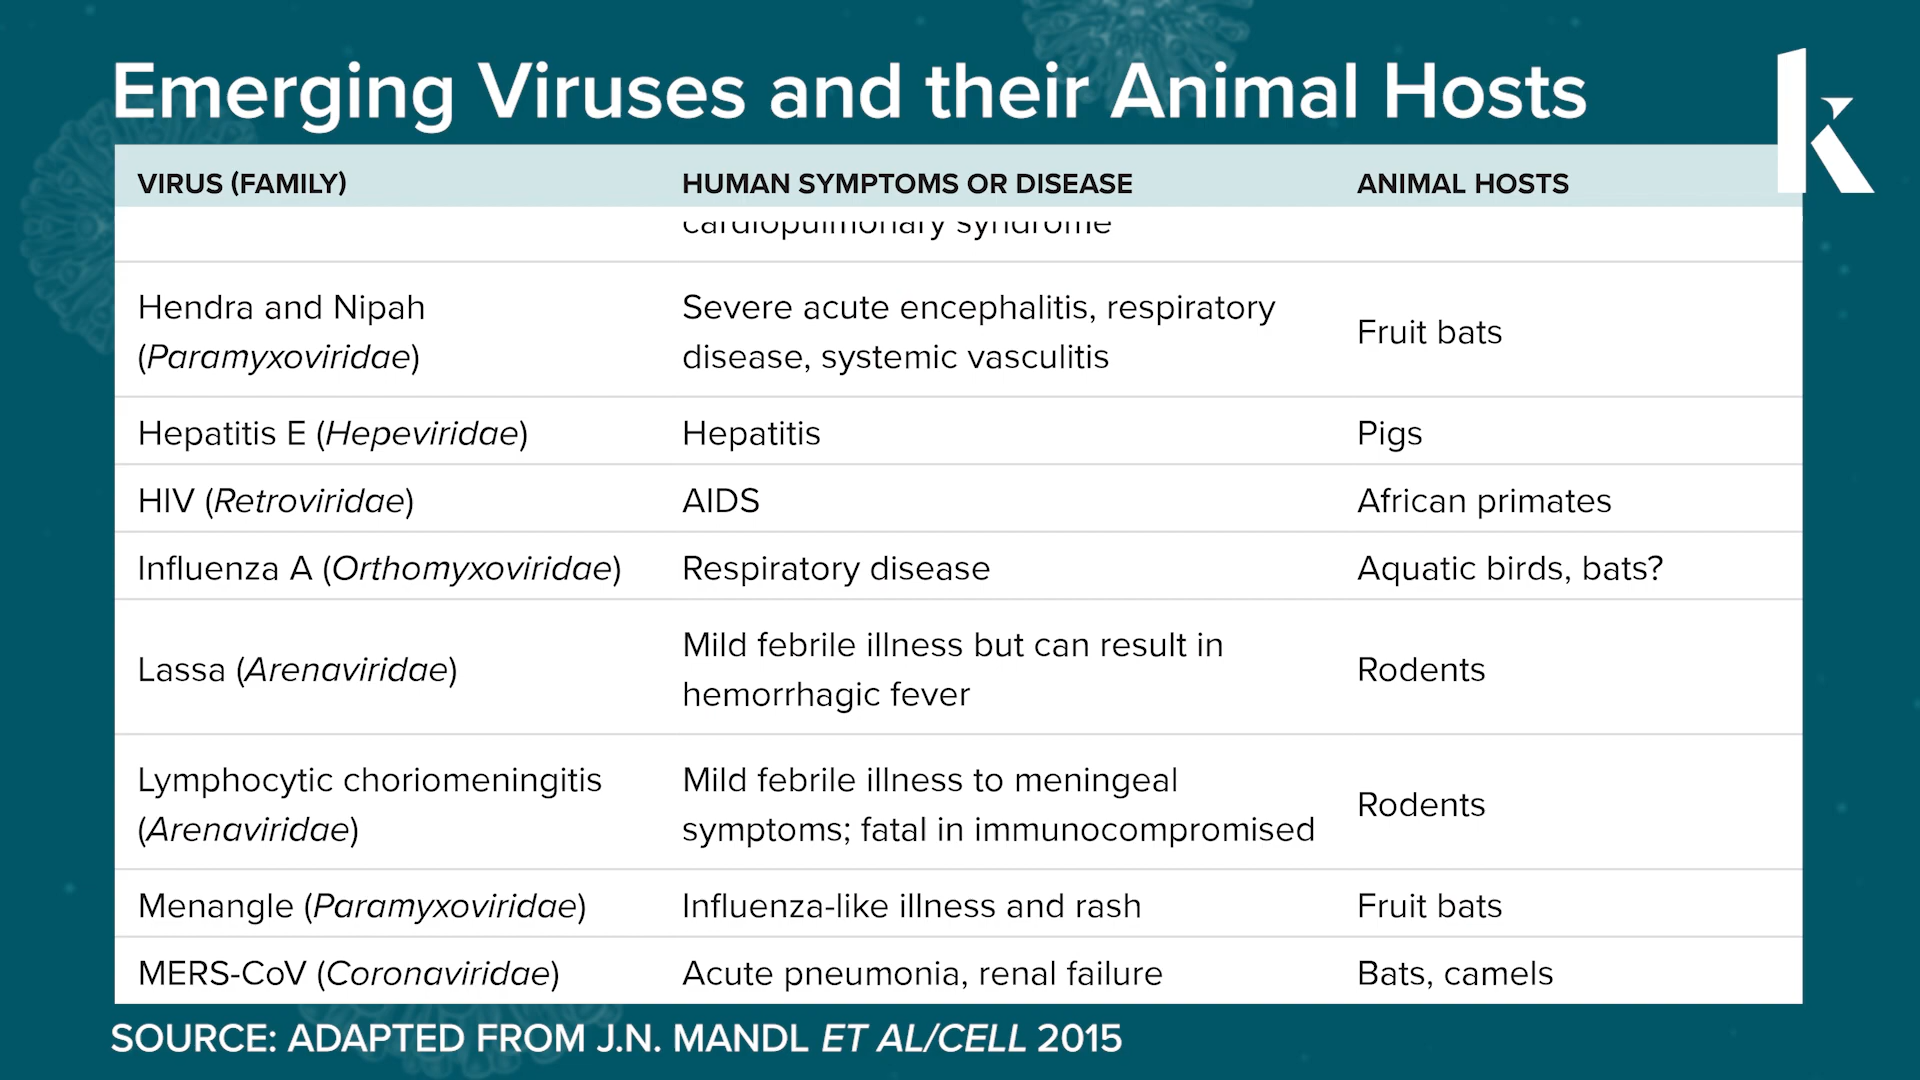 Emerging Viruses and their Animal Hosts
k
VIRUS (FAMILY) HUMAN SYMPTOMS OR DISEASE ANIMAL HOSTS
cardiopulmonary syndrome
Hendra and Nipah
(Paramyxoviridae)
Severe acute encephalitis, respiratory
disease, systemic vasculitis
Fruit bats
Hepatitis E (Hepeviridae) Hepatitis Pigs
HIV (Retroviridae) AIDS African primates
Influenza A (Orthomyxoviridae) Respiratory disease Aquatic birds, bats?
Lassa (Arenaviridae)
Mild febrile illness but can result in
hemorrhagic fever
Rodents
Lymphocytic choriomeningitis
(Arenaviridae)
Mild febrile illness to meningeal
symptoms; fatal in immunocompromised
Rodents
Menangle (Paramyxoviridae) Influenza-like illness and rash Fruit bats
MERS-CoV (Coronaviridae) Acute pneumonia, renal failure Bats, camels
SOURCE: ADAPTED FROM J.N. MANDL ET AL/CELL 2015